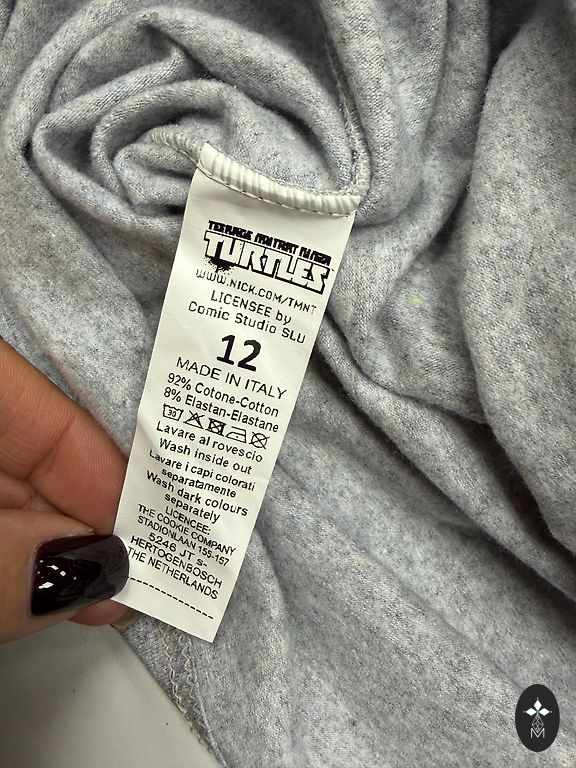 TEENAGE MUTANT NINJA
TURTLES
WWW.NICK.COM/TMNT
LICENSEE by
Comic Studio SLU
12
MADE IN ITALY
92% Cotone-Cotton
8% Elastan-Elastane
30
Lavare al rovescio
Wash inside out
Lavare i capi colorati
separatamente
Wash dark colours
separately
LICENCEE:
THE COOKIE COMPANY
STADIONLAAN 155-157
5246 JT S-
HERTOGENBOSCH
THE NETHERLANDS
M